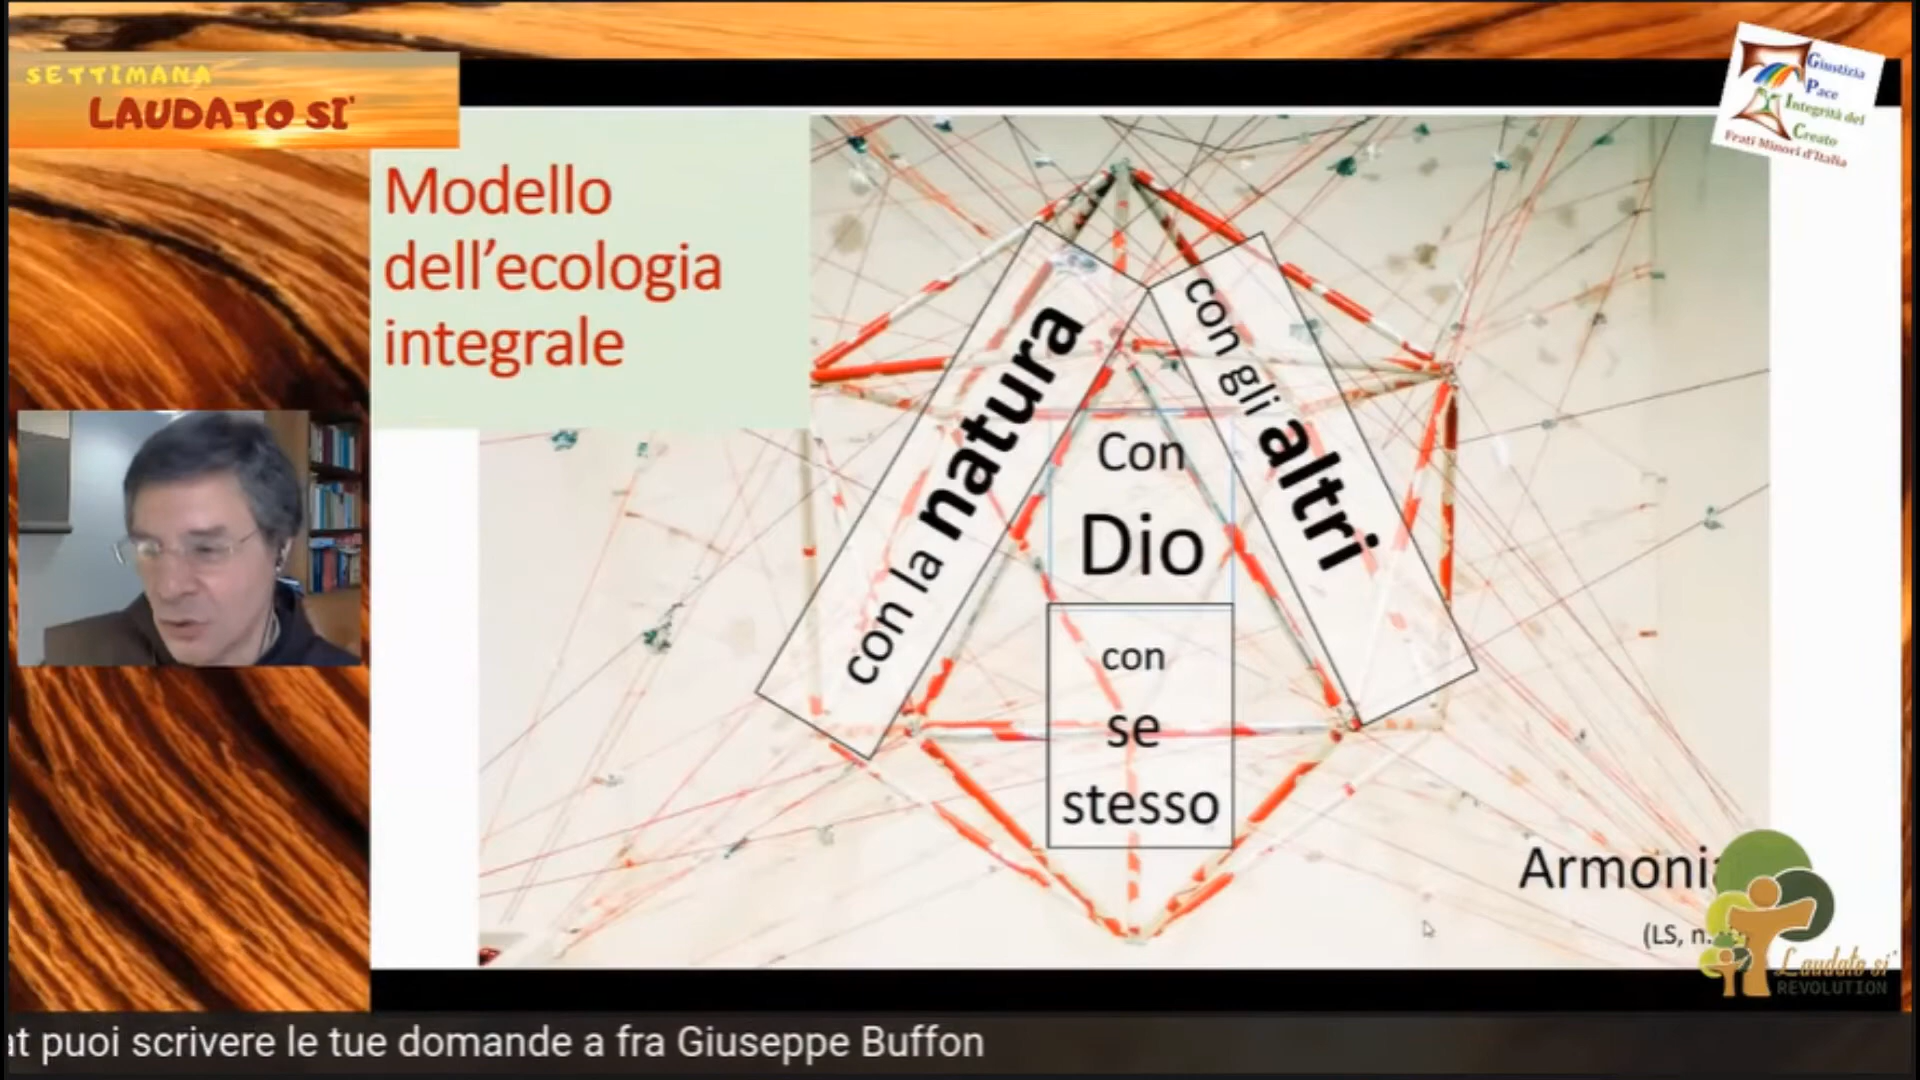 SETTIMANA
LAUDATO SI'
Giustizia
Pace
Integrità del
Creato
Frati Minori d'Italia
Modello
dell'ecologia
integrale
con la natura
con gli altri
Con
Dio
con
se
stesso
Armonia
(LS, n.
Laudato si'
REVOLUTION
at puoi scrivere le tue domande a fra Giuseppe Buffon